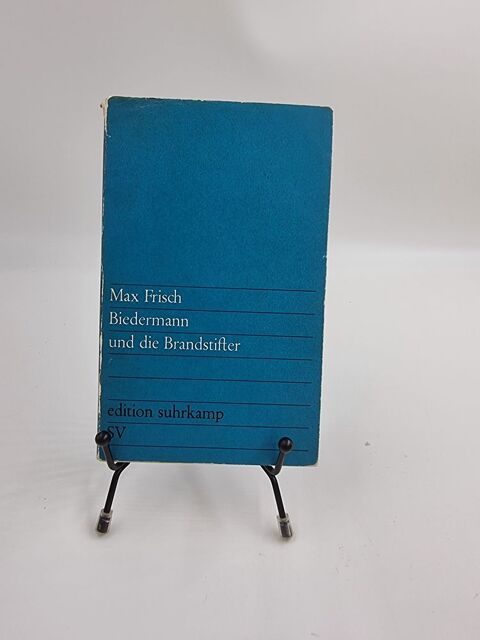 Max Frisch
Biedermann
und die Brandstifter
edition suhrkamp
SV